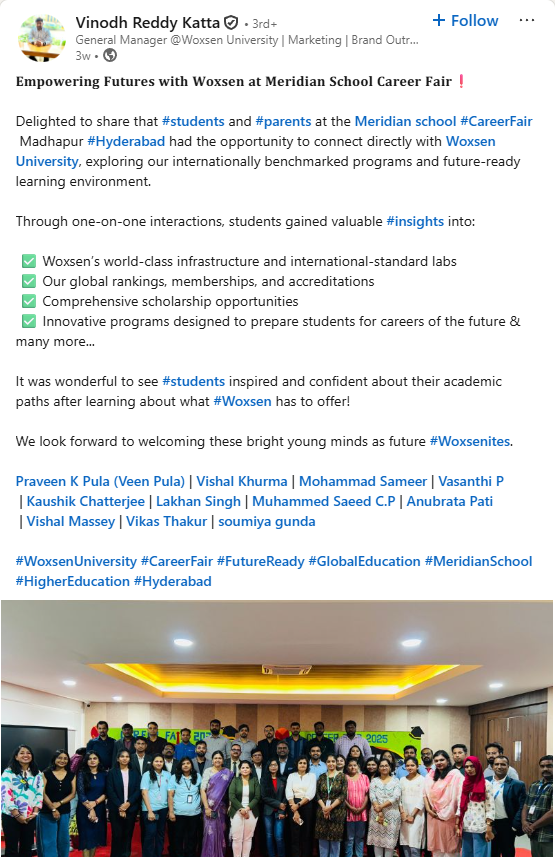 Vinodh Reddy Katta • 3rd+
+ Follow
General Manager @Woxsen University | Marketing | Brand Outr...
3w •
Empowering Futures with Woxsen at Meridian School Career Fair❗
Delighted to share that #students and #parents at the Meridian school #CareerFair
Madhapur #Hyderabad had the opportunity to connect directly with Woxsen
University, exploring our internationally benchmarked programs and future-ready
learning environment.
Through one-on-one interactions, students gained valuable #insights into:
✅ Woxsen's world-class infrastructure and international-standard labs
✅ Our global rankings, memberships, and accreditations
✅ Comprehensive scholarship opportunities
✅ Innovative programs designed to prepare students for careers of the future &
many more...
It was wonderful to see #students inspired and confident about their academic
paths after learning about what #Woxsen has to offer!
We look forward to welcoming these bright young minds as future #Woxsenites.
Praveen K Pula (Veen Pula) | Vishal Khurma | Mohammad Sameer | Vasanthi P
| Kaushik Chatterjee | Lakhan Singh | Muhammed Saeed C.P | Anubrata Pati
| Vishal Massey | Vikas Thakur | soumiya gunda
#WoxsenUniversity #CareerFair #FutureReady #GlobalEducation #MeridianSchool
#HigherEducation #Hyderabad
2025